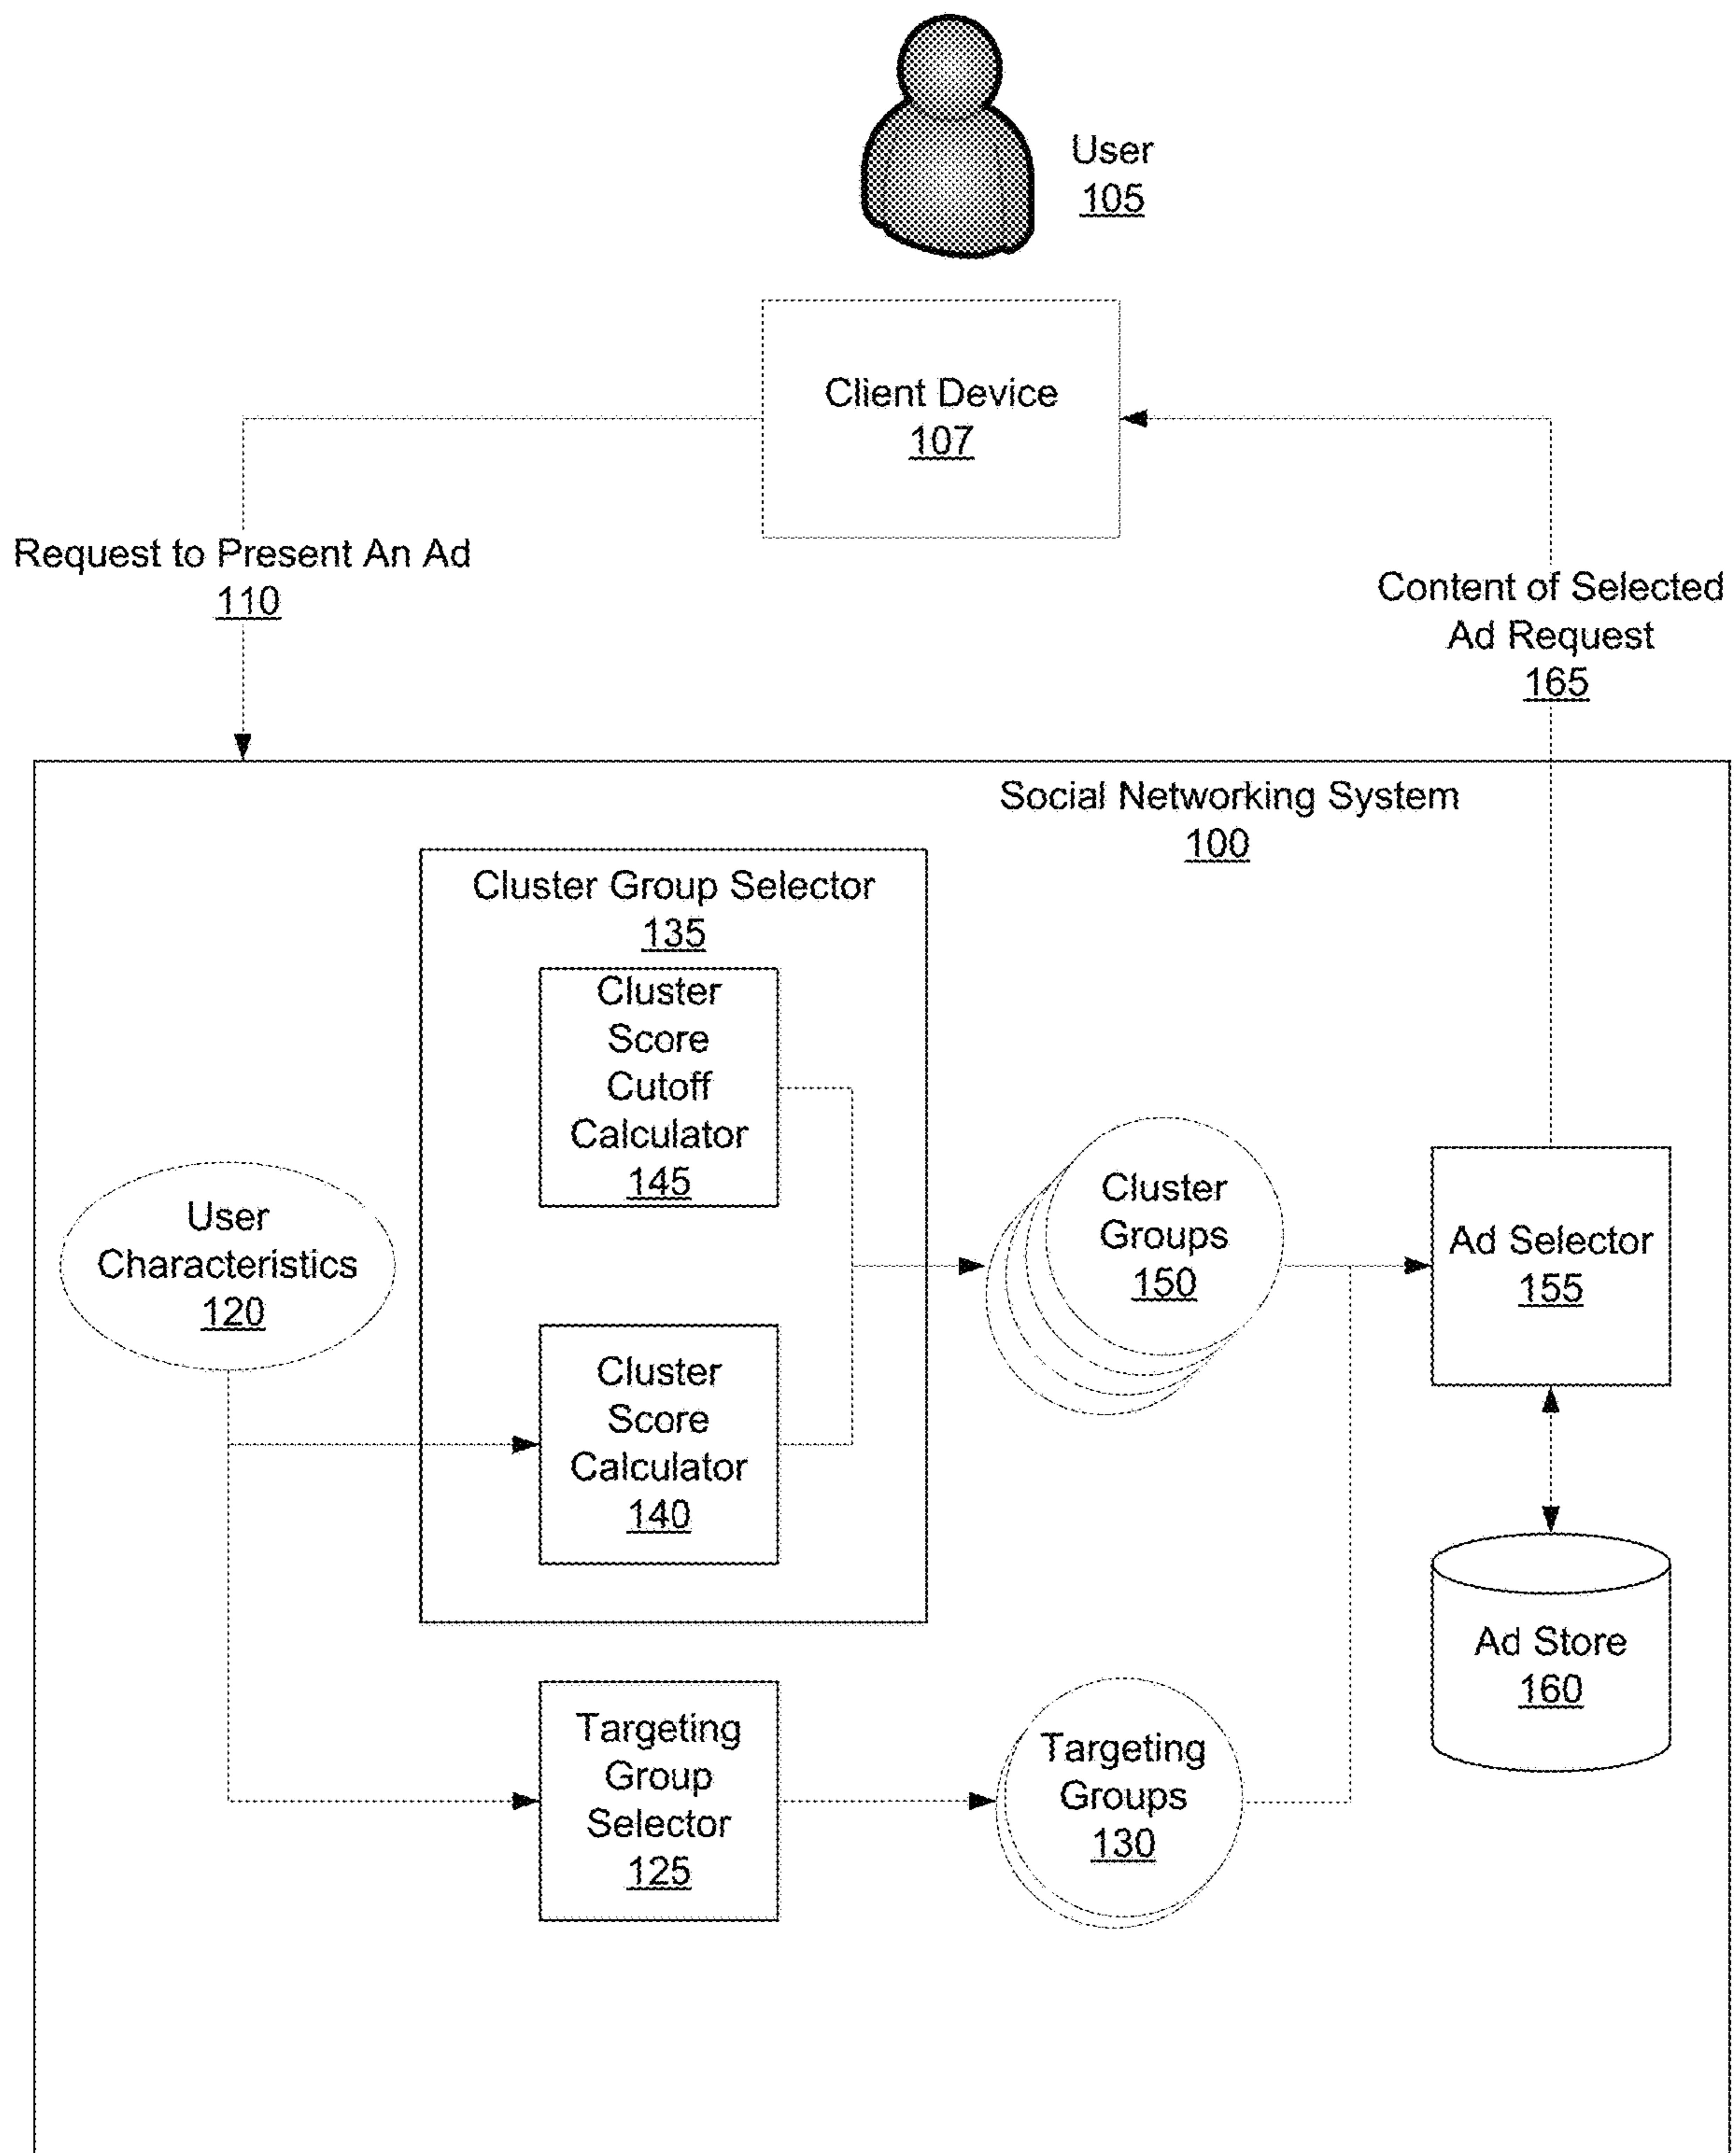 User
105
Client Device
107
Request to Present An Ad
110
Content of Selected
Ad Request
165
Social Networking System
100
Cluster Group Selector
135
Cluster
Score
Cutoff
Calculator
145
User
Characteristics
120
Cluster
Score
Calculator
140
Cluster
Groups
150
Ad Selector
155
Ad Store
160
Targeting
Group
Selector
125
Targeting
Groups
130